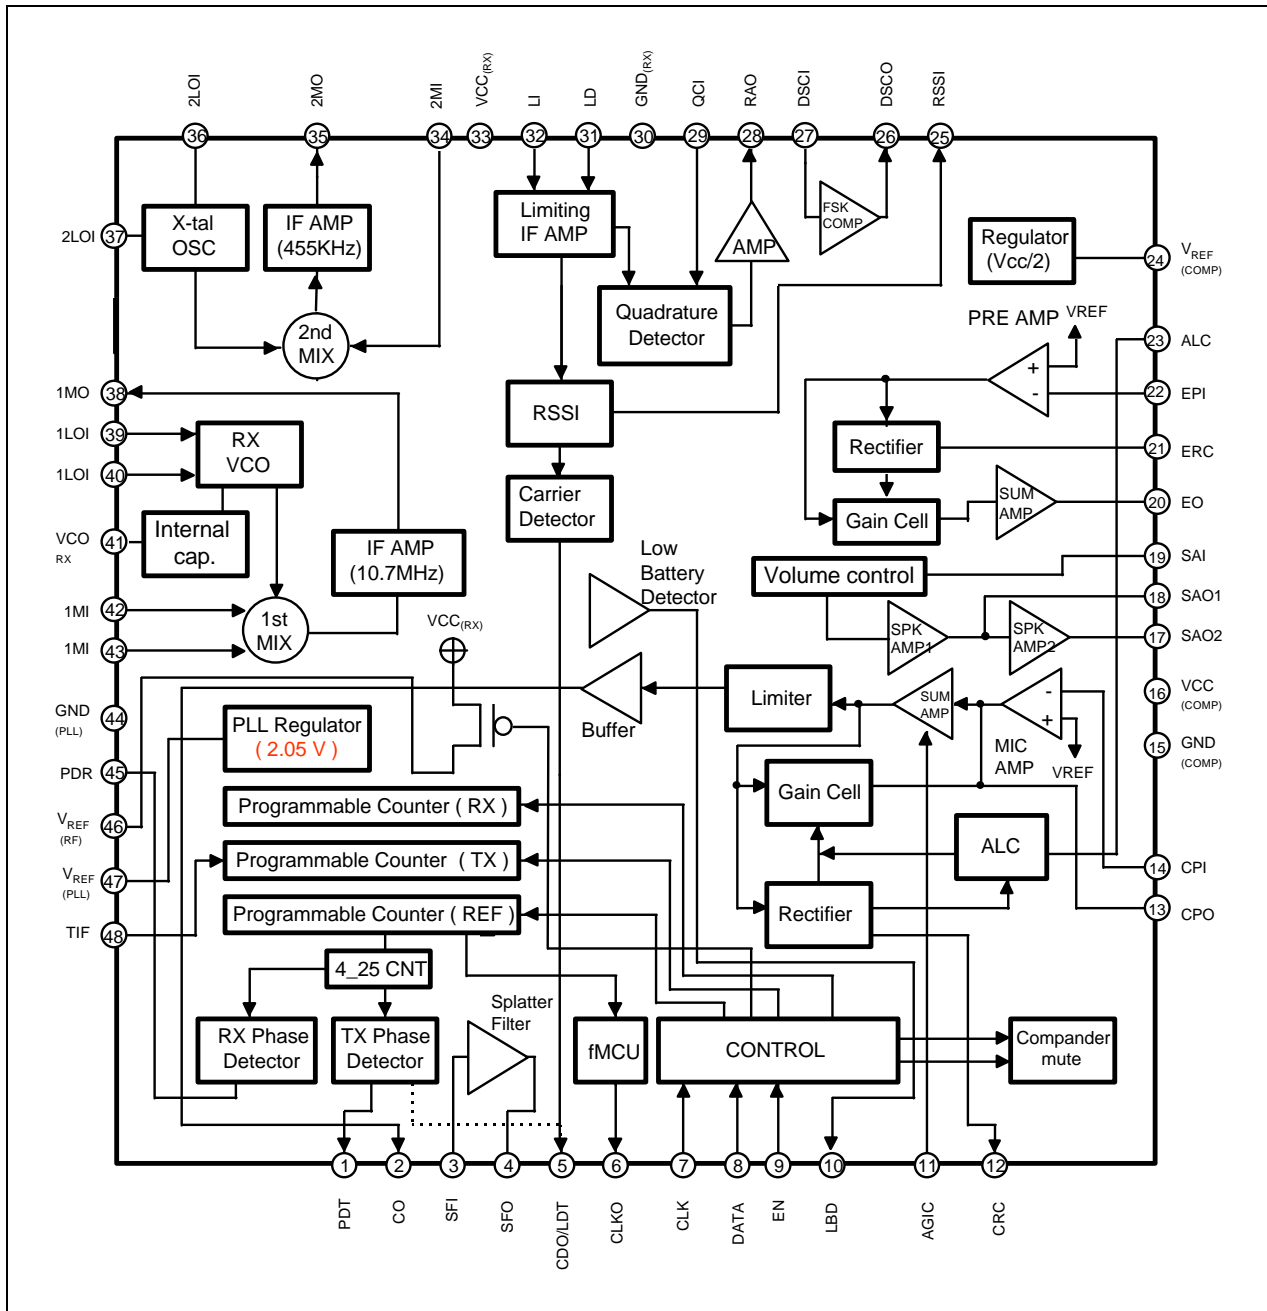 2LOI
2MO
2MI
VCC(RX)
LI
LD
GND(RX)
QCI
RAO
DSCI
DSCO
RSSI
36
35
34
33
32
31
30
29
28
27
26
25
2LOI
37
X-tal
OSC
IF AMP
(455KHz)
2nd
MIX
Limiting
IF AMP
Quadrature
Detector
AMP
FSK
COMP
Regulator
(Vcc/2)
24
VREF
(COMP)
PRE AMP
VREF
+
-
23
ALC
22
EPI
21
ERC
20
EO
19
SAI
18
SAO1
17
SAO2
16
VCC
(COMP)
15
GND
(COMP)
14
CPI
13
CPO
1MO
38
1LOI
39
1LOI
40
VCO
RX
41
1MI
42
1MI
43
GND
(PLL)
44
PDR
45
VREF
(RF)
46
VREF
(PLL)
47
TIF
48
RX
VCO
Internal
cap.
IF AMP
(10.7MHz)
1st
MIX
RSSI
Carrier
Detector
Rectifier
Gain Cell
SUM
AMP
Low
Battery
Detector
Volume control
SPK
AMP1
SPK
AMP2
VCC(RX)
Buffer
Limiter
SUM
AMP
-
+
MIC
AMP
VREF
PLL Regulator
( 2.05 V )
Gain Cell
ALC
Rectifier
Programmable Counter ( RX )
Programmable Counter ( TX )
Programmable Counter ( REF )
4_25 CNT
RX Phase
Detector
TX Phase
Detector
Splatter
Filter
fMCU
CONTROL
Compander
mute
1
2
3
4
5
6
7
8
9
10
11
12
PDT
CO
SFI
SFO
CDO/LDT
CLKO
CLK
DATA
EN
LBD
AGIC
CRC